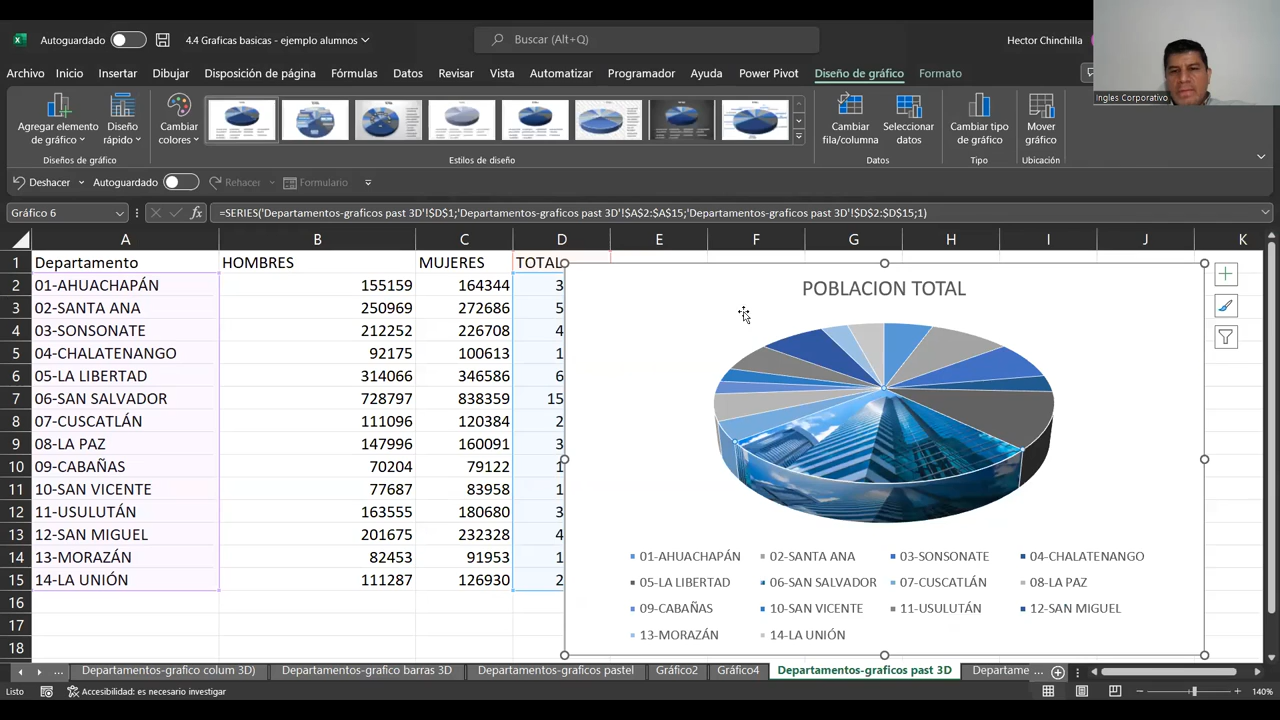 Autoguardado
4.4 Graficas basicas - ejemplo alumnos
Buscar (Alt+Q)
Hector Chinchilla
Ingles Corporativo
Archivo Inicio Insertar Dibujar Disposición de página Fórmulas Datos Revisar Vista Automatizar Programador Ayuda Power Pivot Diseño de gráfico Formato
Agregar elemento de gráfico
Diseño rápido
Cambiar colores
Cambiar fila/columna
Seleccionar datos
Cambiar tipo de gráfico
Mover gráfico
Diseños de gráfico
Estilos de diseño
Datos
Tipo
Ubicación
Deshacer Autoguardado Rehacer Formulario
Gráfico 6
fx
=SERIES('Departamentos-graficos past 3D'!$D$1;'Departamentos-graficos past 3D'!$A$2:$A$15;'Departamentos-graficos past 3D'!$D$2:$D$15;1)
A B C D E F G H I J K
1 Departamento HOMBRES MUJERES TOTAL
2 01-AHUACHAPÁN 155159 164344 3
3 02-SANTA ANA 250969 272686 5
4 03-SONSONATE 212252 226708 4
5 04-CHALATENANGO 92175 100613 1
6 05-LA LIBERTAD 314066 346586 6
7 06-SAN SALVADOR 728797 838359 15
8 07-CUSCATLÁN 111096 120384 2
9 08-LA PAZ 147996 160091 3
10 09-CABAÑAS 70204 79122 1
11 10-SAN VICENTE 77687 83958 1
12 11-USULUTÁN 163555 180680 3
13 12-SAN MIGUEL 201675 232328 4
14 13-MORAZÁN 82453 91953 1
15 14-LA UNIÓN 111287 126930 2
16
17
18
POBLACION TOTAL
01-AHUACHAPÁN 02-SANTA ANA 03-SONSONATE 04-CHALATENANGO
05-LA LIBERTAD 06-SAN SALVADOR 07-CUSCATLÁN 08-LA PAZ
09-CABAÑAS 10-SAN VICENTE 11-USULUTÁN 12-SAN MIGUEL
13-MORAZÁN 14-LA UNIÓN
... Departamentos-grafico colum 3D) Departamentos-grafico barras 3D Departamentos-graficos pastel Gráfico2 Gráfico4 Departamentos-graficos past 3D Departame ...
Listo Accesibilidad: es necesario investigar 140%